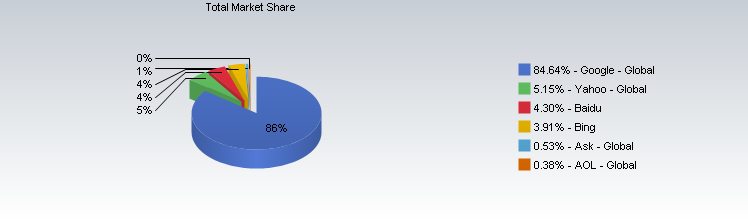 Total Market Share
0%
1%
4%
4%
5%
86%
84.64% - Google - Global
5.15% - Yahoo - Global
4.30% - Baidu
3.91% - Bing
0.53% - Ask - Global
0.38% - AOL - Global